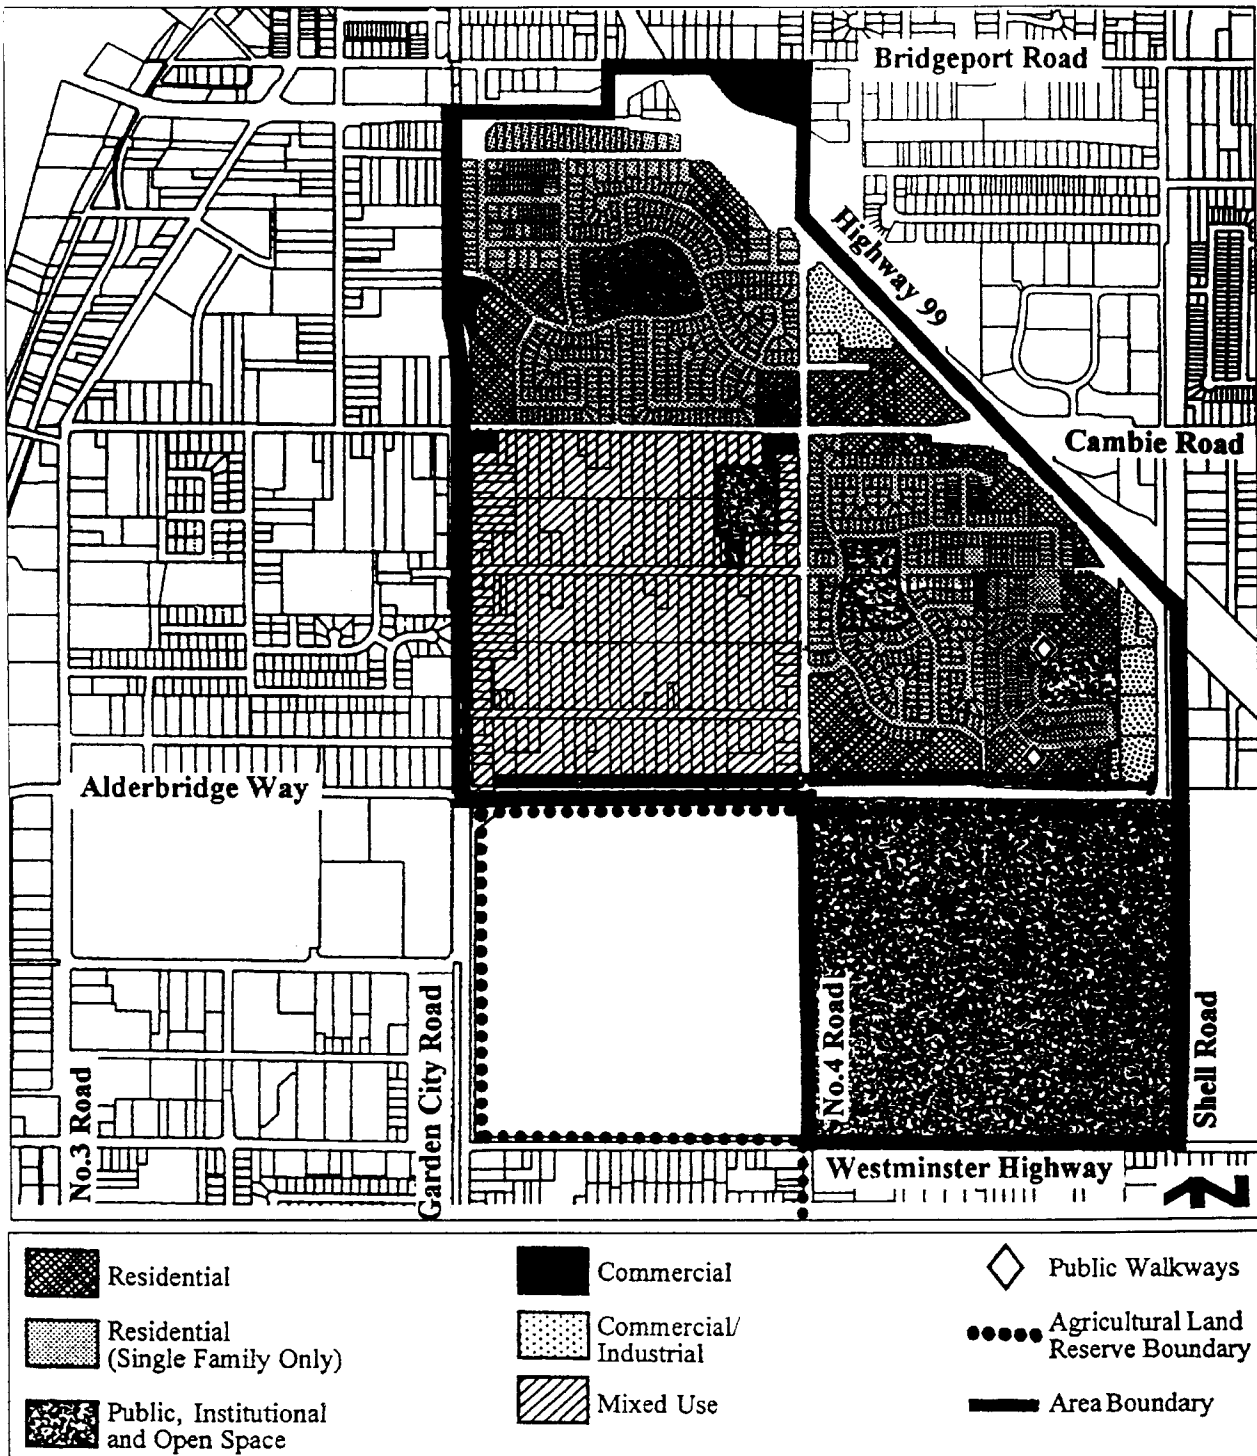 Bridgeport Road
Highway 99
Cambie Road
Alderbridge Way
No.3 Road
Garden City Road
No.4 Road
Shell Road
Westminster Highway
Residential
Residential
(Single Family Only)
Public, Institutional
and Open Space
Commercial
Commercial/
Industrial
Mixed Use
Public Walkways
Agricultural Land
Reserve Boundary
Area Boundary